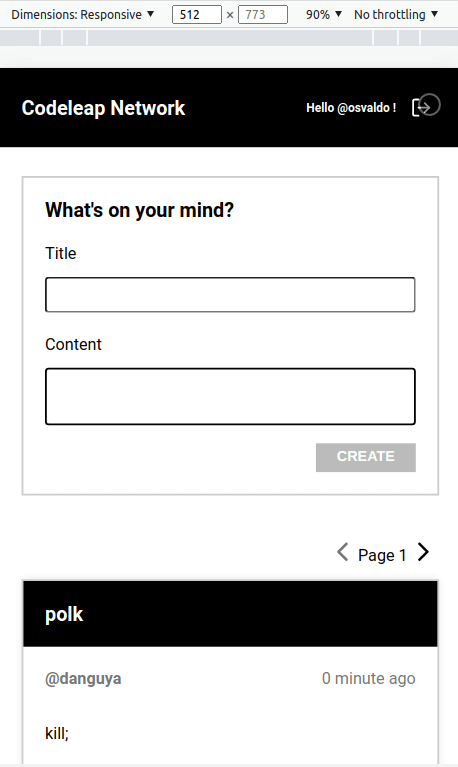 Dimensions: Responsive ▼ 512 × 773 90% ▼ No throttling ▼
Codeleap Network Hello @osvaldo !
What's on your mind?
Title
Content
CREATE
Page 1
polk
@danguya 0 minute ago
kill;